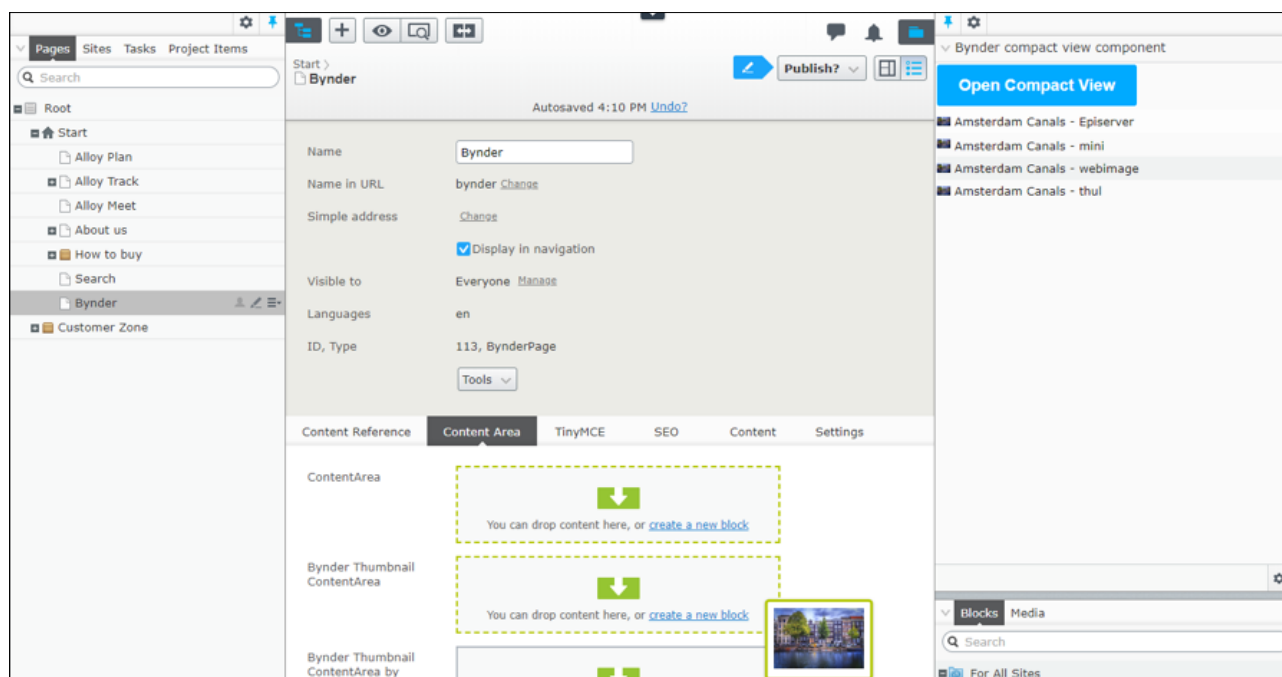 Pages Sites Tasks Project Items
Search
Root
Start
Alloy Plan
Alloy Track
Alloy Meet
About us
How to buy
Search
Bynder
Customer Zone
Start
Bynder
Publish?
Autosaved 4:10 PM Undo?
Name Bynder
Name in URL bynder Change
Simple address Change
Display in navigation
Visible to Everyone Manage
Languages en
ID, Type 113, BynderPage
Tools
Content Reference Content Area TinyMCE SEO Content Settings
ContentArea
You can drop content here, or create a new block
Bynder Thumbnail
ContentArea
You can drop content here, or create a new block
Bynder Thumbnail
ContentArea by
Bynder compact view component
Open Compact View
Amsterdam Canals - Episerver
Amsterdam Canals - mini
Amsterdam Canals - webimage
Amsterdam Canals - thul
Blocks Media
Search
For All Sites